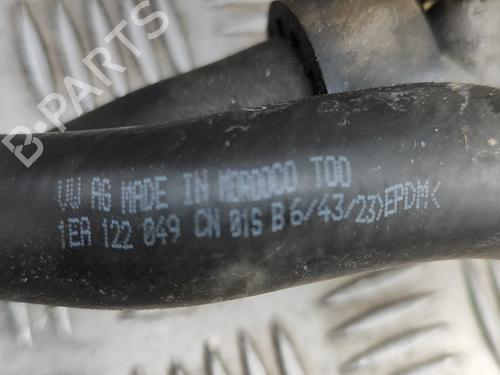 B-PARTS
VW AG MADE IN MOROCCO TOO
1EA 122 049 CN 01S B 6/43/23>EPDM<